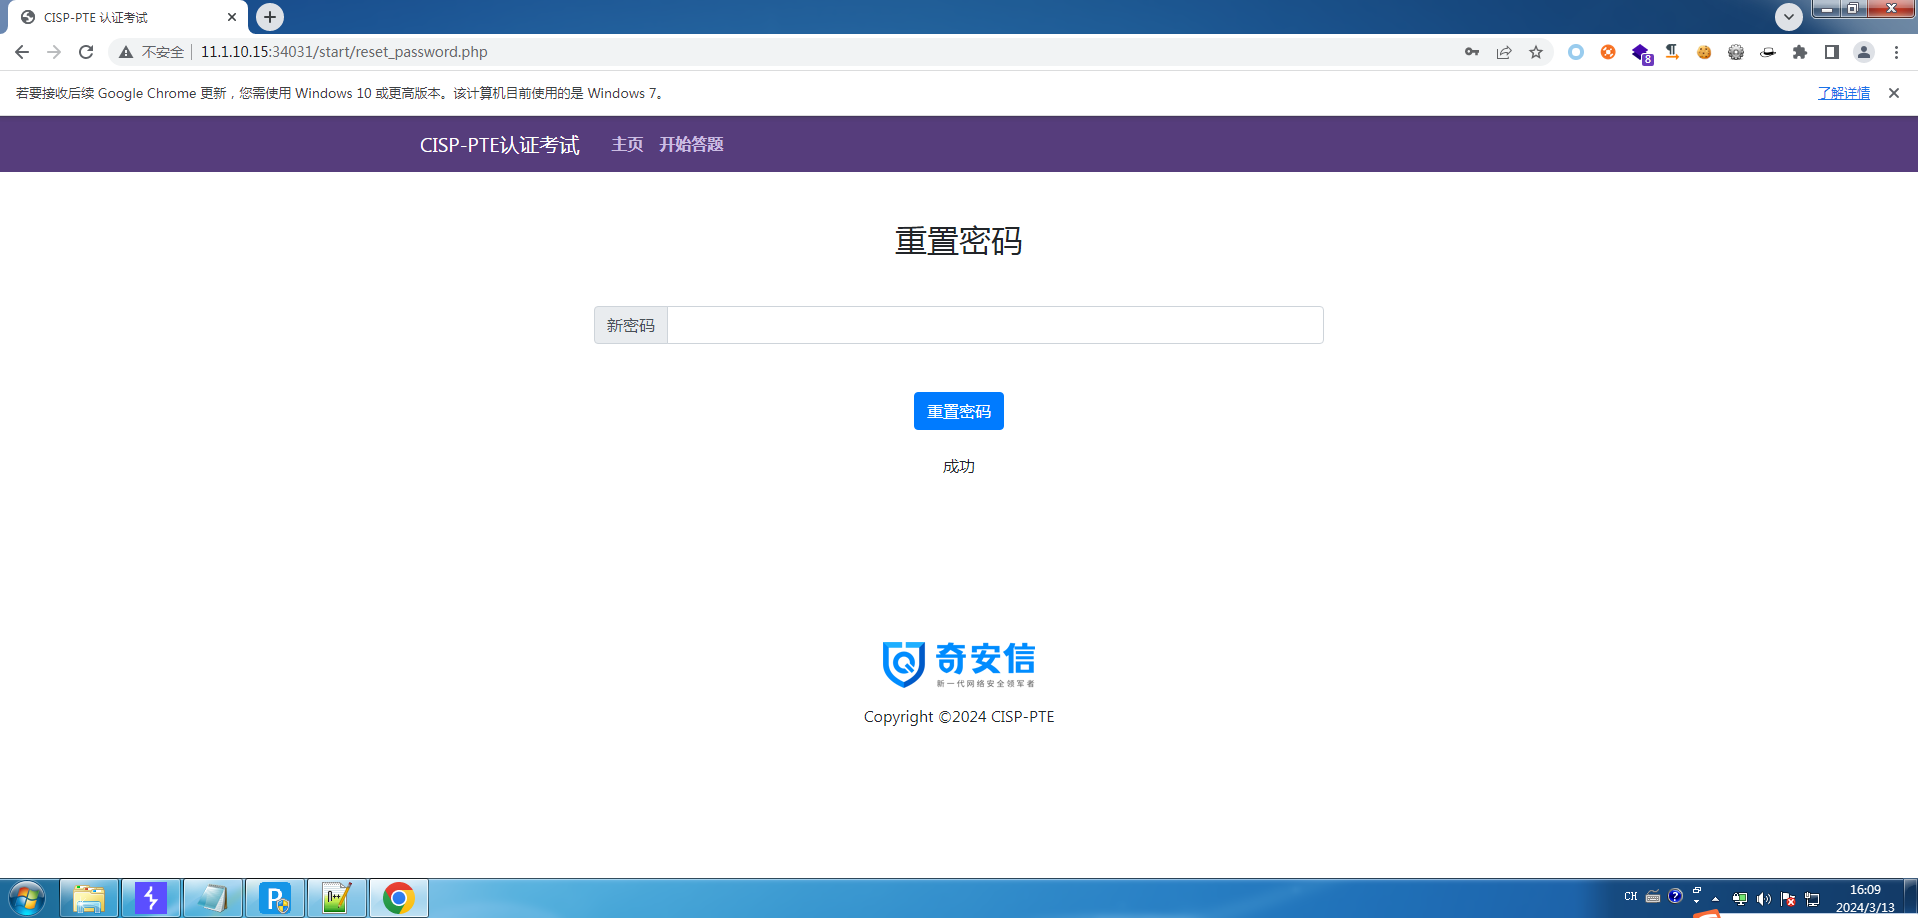 CISP-PTE 认证考试
不安全
11.1.10.15:34031/start/reset_password.php
8
若要接收后续 Google Chrome 更新，您需使用 Windows 10 或更高版本。该计算机目前使用的是 Windows 7。
了解详情
CISP-PTE认证考试 主页 开始答题
重置密码
新密码
重置密码
成功
奇安信
新一代网络安全领军者
Copyright ©2024 CISP-PTE
CH
16:09
2024/3/13